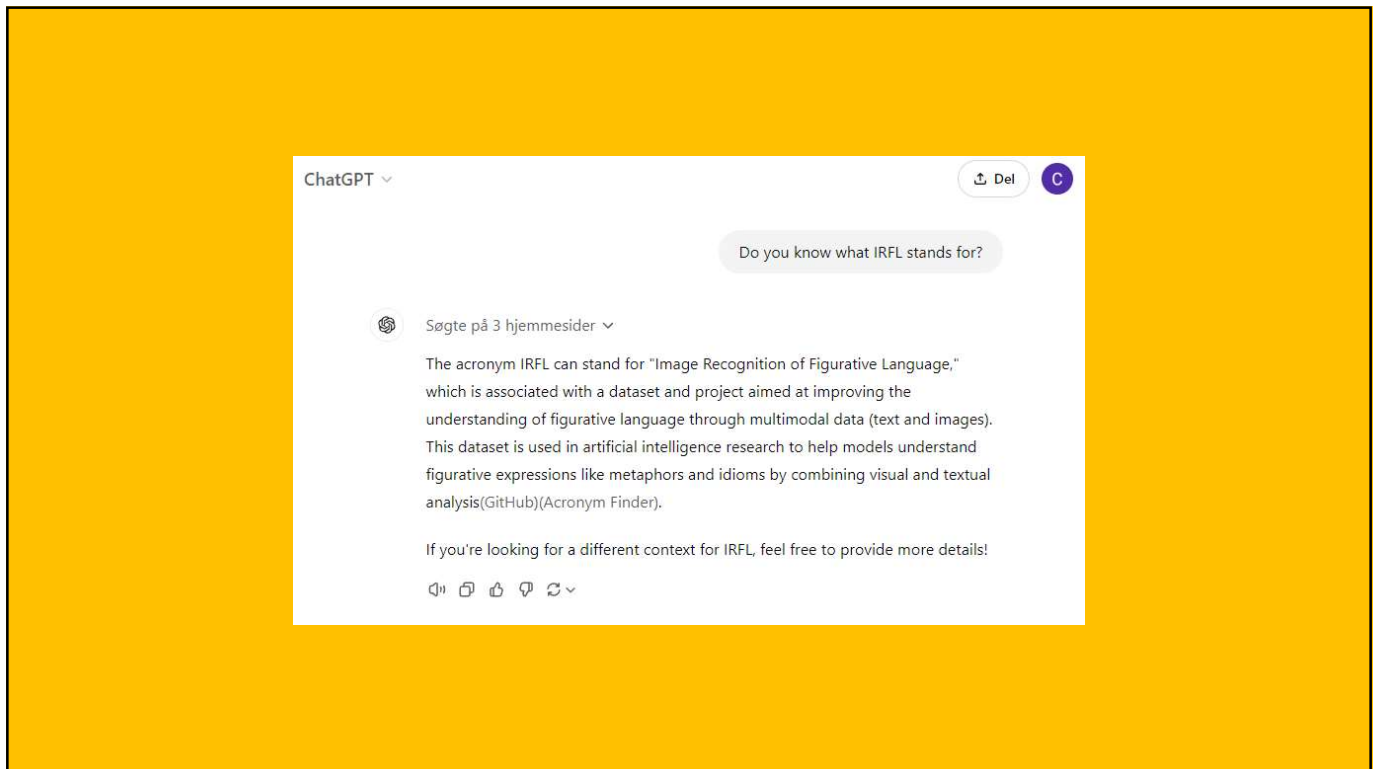 ChatGPT
Del
C
Do you know what IRFL stands for?
Søgte på 3 hjemmesider
The acronym IRFL can stand for "Image Recognition of Figurative Language,"
which is associated with a dataset and project aimed at improving the
understanding of figurative language through multimodal data (text and images).
This dataset is used in artificial intelligence research to help models understand
figurative expressions like metaphors and idioms by combining visual and textual
analysis(GitHub)(Acronym Finder).
If you're looking for a different context for IRFL, feel free to provide more details!